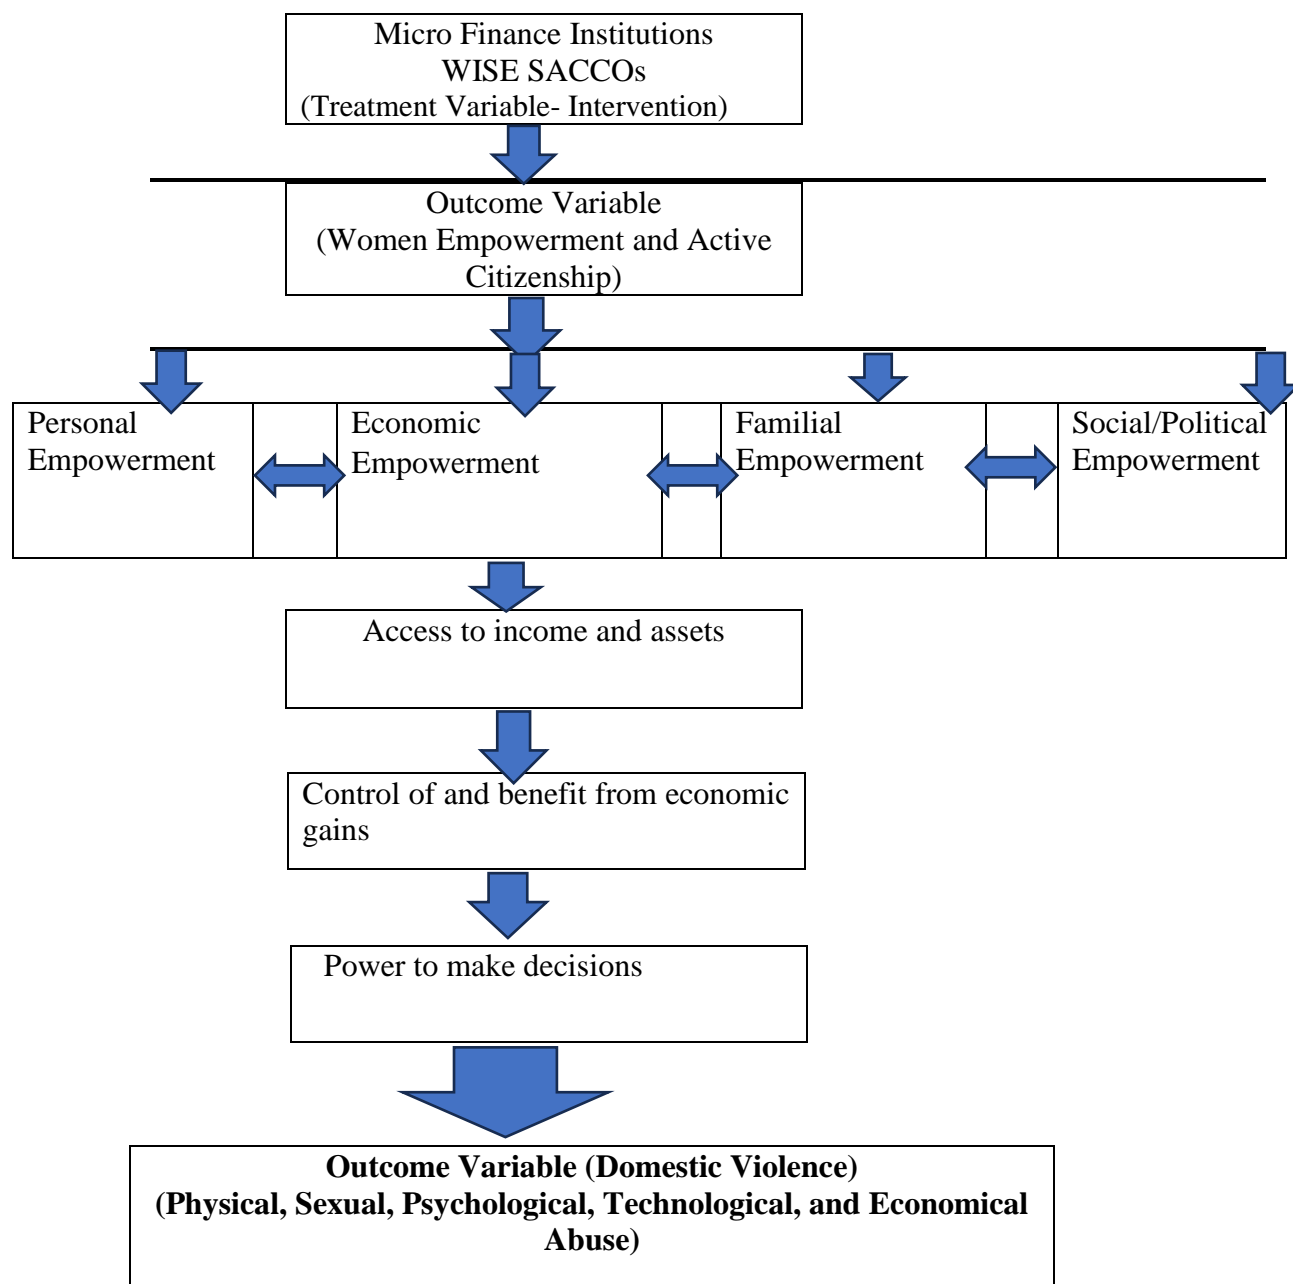 Micro Finance Institutions
WISE SACCOs
(Treatment Variable- Intervention)
Outcome Variable
(Women Empowerment and Active
Citizenship)
Personal
Empowerment
Economic
Empowerment
Familial
Empowerment
Social/Political
Empowerment
Access to income and assets
Control of and benefit from economic
gains
Power to make decisions
Outcome Variable (Domestic Violence)
(Physical, Sexual, Psychological, Technological, and Economical
Abuse)